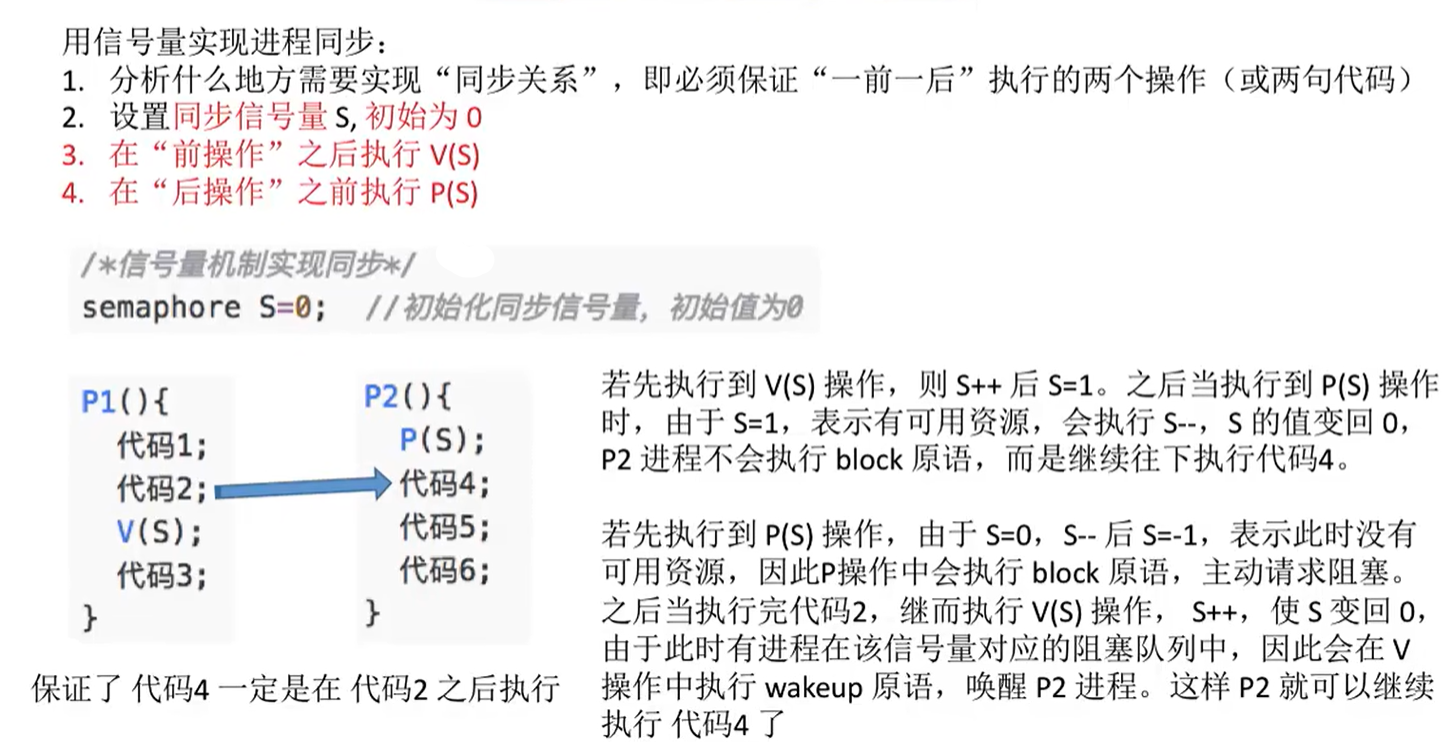 用信号量实现进程同步：
1. 分析什么地方需要实现“同步关系”，即必须保证“一前一后”执行的两个操作（或两句代码）
2. 设置同步信号量 S, 初始为 0
3. 在“前操作”之后执行 V(S)
4. 在“后操作”之前执行 P(S)
/*信号量机制实现同步*/
semaphore S=0; //初始化同步信号量，初始值为0
P1(){
代码1;
代码2;
V(S);
代码3;
}
P2(){
P(S);
代码4;
代码5;
代码6;
}
保证了 代码4 一定是在 代码2 之后执行
若先执行到 V(S) 操作，则 S++ 后 S=1。之后当执行到 P(S) 操作
时，由于 S=1，表示有可用资源，会执行 S--，S 的值变回 0，
P2 进程不会执行 block 原语，而是继续往下执行代码4。
若先执行到 P(S) 操作，由于 S=0，S-- 后 S=-1，表示此时没有
可用资源，因此P操作中会执行 block 原语，主动请求阻塞。
之后当执行完代码2，继而执行 V(S) 操作， S++，使 S 变回 0，
由于此时有进程在该信号量对应的阻塞队列中，因此会在 V
操作中执行 wakeup 原语，唤醒 P2 进程。这样 P2 就可以继续
执行 代码4 了